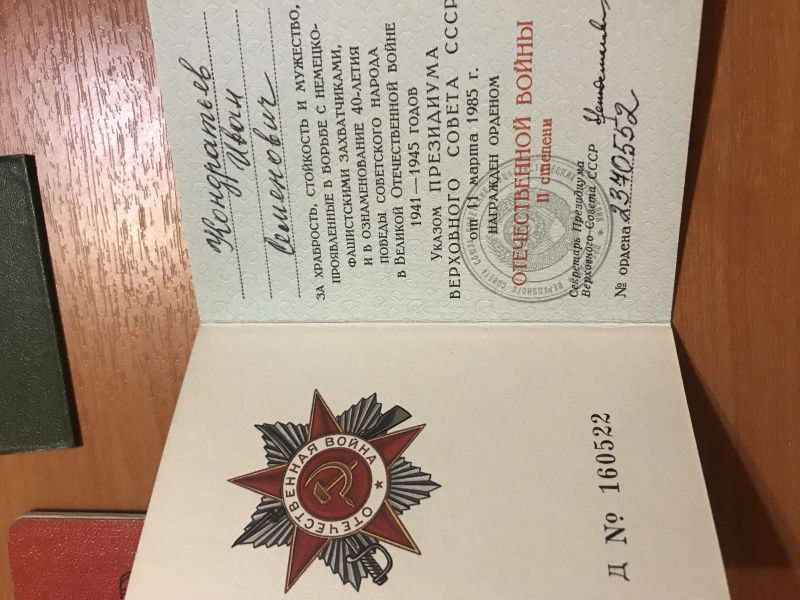 ОТЕЧЕСТВЕННАЯ ВОЙНА
Д № 160522
Кондратьев
Иван
Семенович
ЗА ХРАБРОСТЬ, СТОЙКОСТЬ И МУЖЕСТВО,
ПРОЯВЛЕННЫЕ В БОРЬБЕ С НЕМЕЦКО-
ФАШИСТСКИМИ ЗАХВАТЧИКАМИ,
И В ОЗНАМЕНОВАНИЕ 40-ЛЕТИЯ
ПОБЕДЫ СОВЕТСКОГО НАРОДА
В ВЕЛИКОЙ ОТЕЧЕСТВЕННОЙ ВОЙНЕ
1941—1945 ГОДОВ
УКАЗОМ ПРЕЗИДИУМА
ВЕРХОВНОГО СОВЕТА СССР
от 11 марта 1985 г.
НАГРАЖДЕН ОРДЕНОМ
ОТЕЧЕСТВЕННОЙ ВОЙНЫ
II степени
Секретарь Президиума
Верховного Совета СССР
№ ордена 2340552